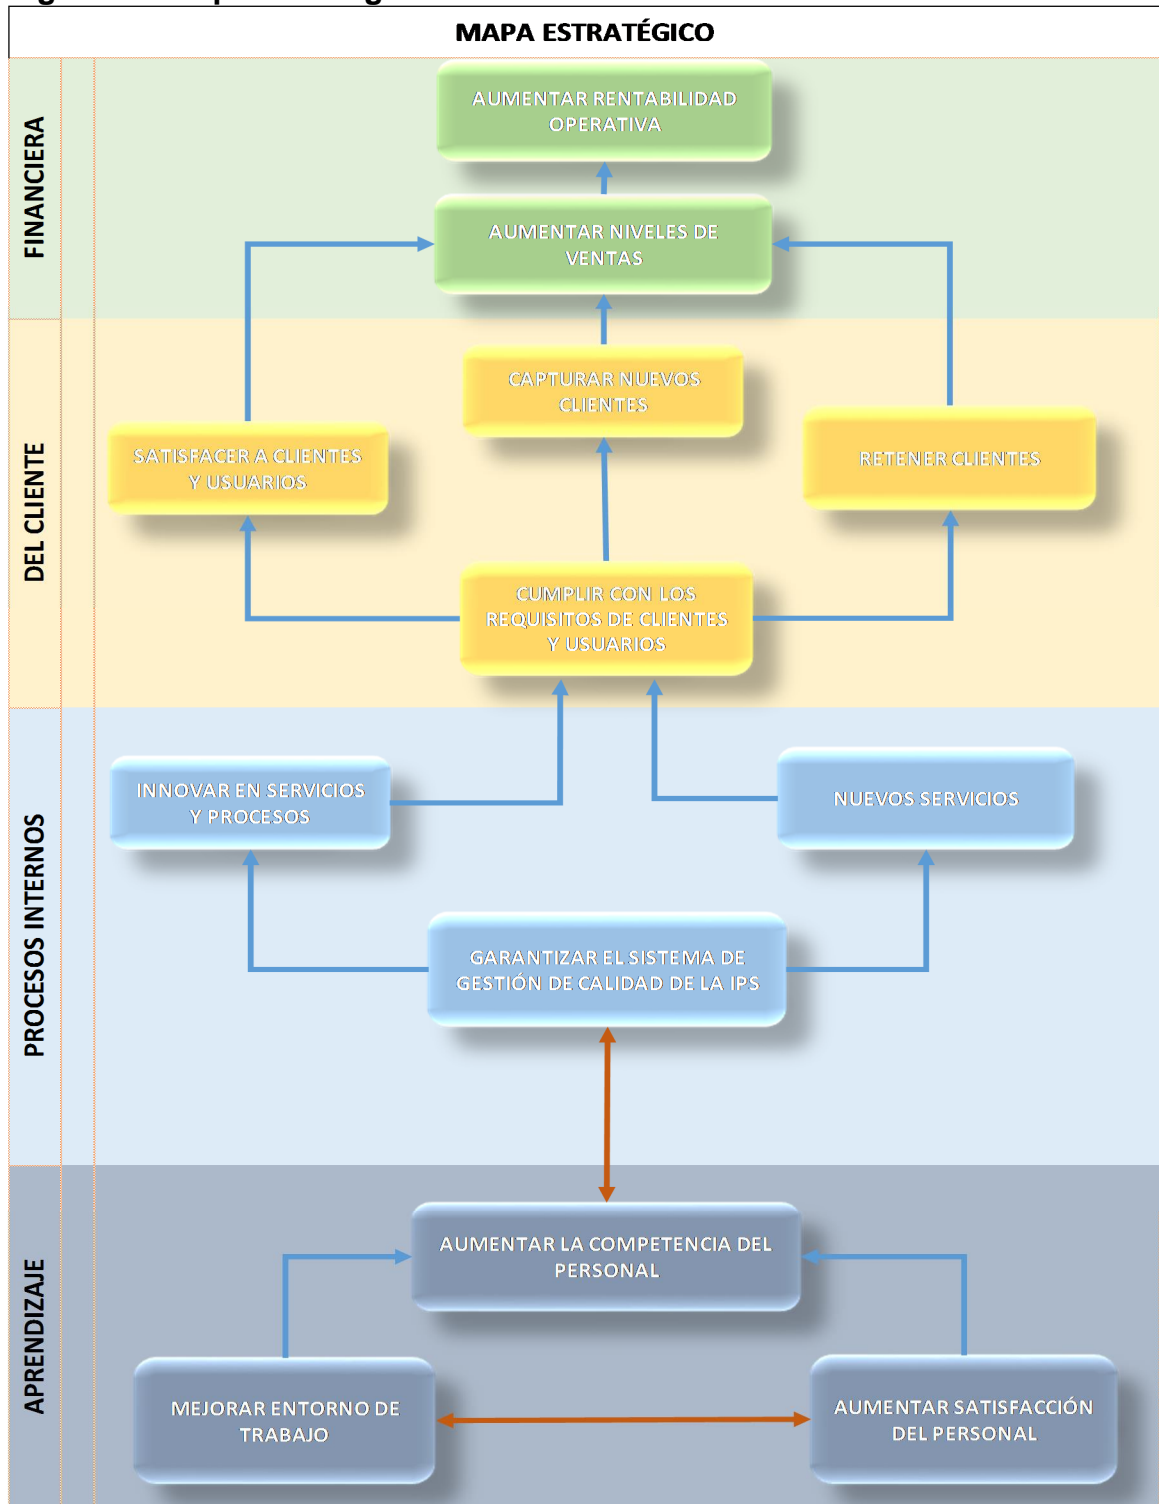 MAPA ESTRATÉGICO
FINANCIERA
AUMENTAR RENTABILIDAD
OPERATIVA
AUMENTAR NIVELES DE
VENTAS
DEL CLIENTE
CAPTURAR NUEVOS
CLIENTES
SATISFACER A CLIENTES
Y USUARIOS
RETENER CLIENTES
CUMPLIR CON LOS
REQUISITOS DE CLIENTES
Y USUARIOS
PROCESOS INTERNOS
INNOVAR EN SERVICIOS
Y PROCESOS
NUEVOS SERVICIOS
GARANTIZAR EL SISTEMA DE
GESTIÓN DE CALIDAD DE LA IPS
APRENDIZAJE
AUMENTAR LA COMPETENCIA DEL
PERSONAL
MEJORAR ENTORNO DE
TRABAJO
AUMENTAR SATISFACCIÓN
DEL PERSONAL